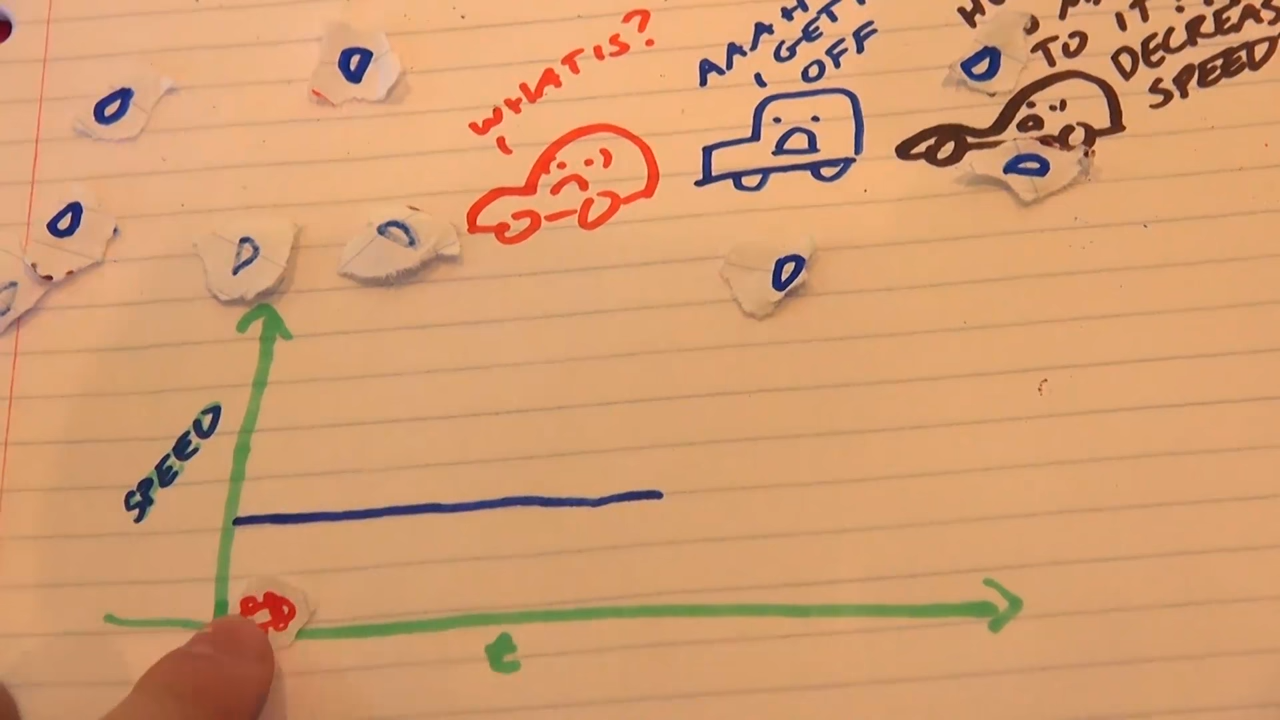 WHAT IS?
AAAH
I GET
OFF
TO
IT
DECREAS
SPEED
SPEED
t